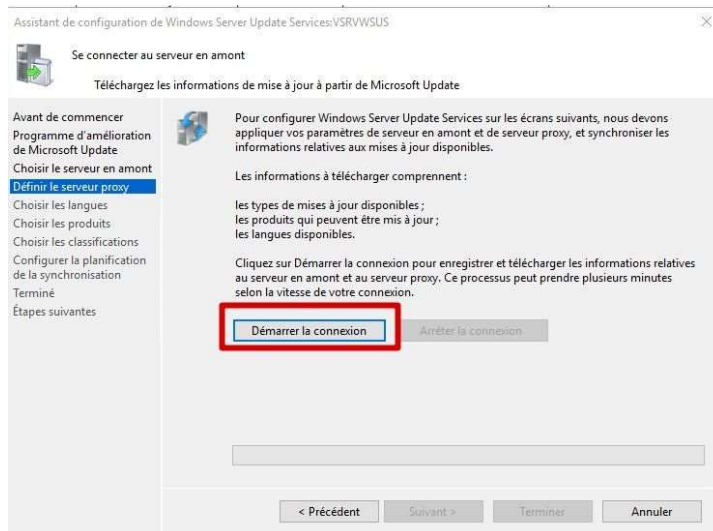 Assistant de configuration de Windows Server Update Services:VSRVWSUS
Se connecter au serveur en amont
Téléchargez les informations de mise à jour à partir de Microsoft Update
Avant de commencer
Programme d'amélioration
de Microsoft Update
Choisir le serveur en amont
Définir le serveur proxy
Choisir les langues
Choisir les produits
Choisir les classifications
Configurer la planification
de la synchronisation
Terminé
Étapes suivantes
Pour configurer Windows Server Update Services sur les écrans suivants, nous devons
appliquer vos paramètres de serveur en amont et de serveur proxy, et synchroniser les
informations relatives aux mises à jour disponibles.
Les informations à télécharger comprennent :
les types de mises à jour disponibles ;
les produits qui peuvent être mis à jour ;
les langues disponibles.
Cliquez sur Démarrer la connexion pour enregistrer et télécharger les informations relatives
au serveur en amont et au serveur proxy. Ce processus peut prendre plusieurs minutes
selon la vitesse de votre connexion.
Démarrer la connexion
Arrêter la connexion
< Précédent
Suivant >
Terminer
Annuler